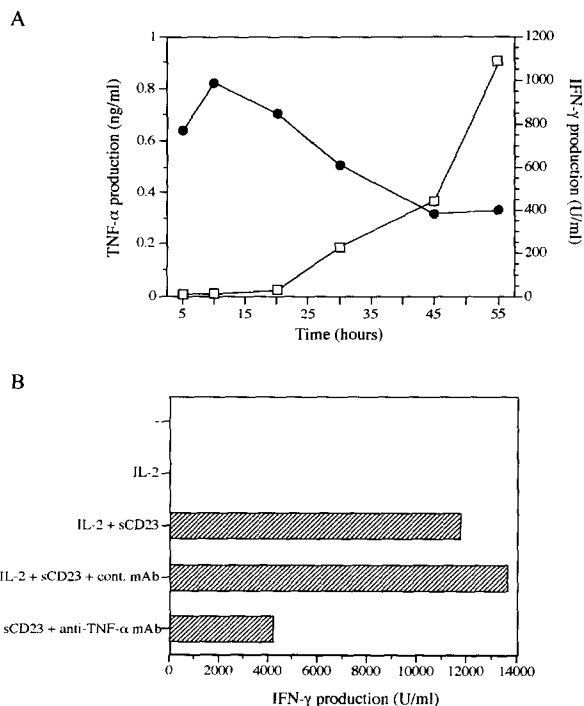 A
TNF-α production (ng/ml)
1
0.8
0.6
0.4
0.2
0
1200
1000
800
600
400
200
0
IFN-γ production (U/ml)
5 15 25 35 45 55
Time (hours)
B
-
IL-2
IL-2 + sCD23
IL-2 + sCD23 + cont. mAb
sCD23 + anti-TNF-α mAb
0 2000 4000 6000 8000 10000 12000 14000
IFN-γ production (U/ml)